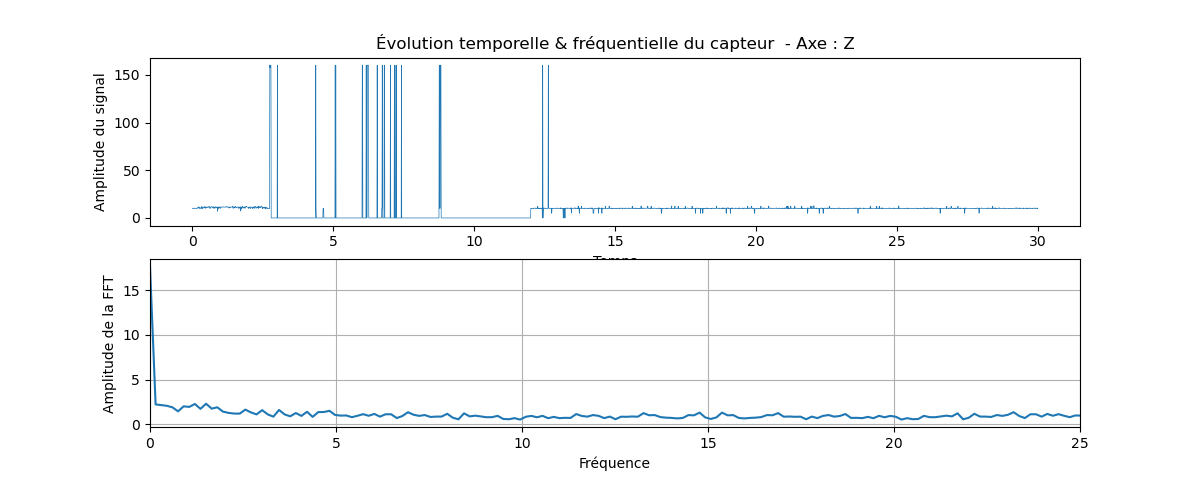 Évolution temporelle & fréquentielle du capteur  - Axe : Z
Amplitude du signal
150
100
50
0
0 5 10 15 20 25 30
Amplitude de la FFT
15
10
5
0
0 5 10 15 20 25
Fréquence